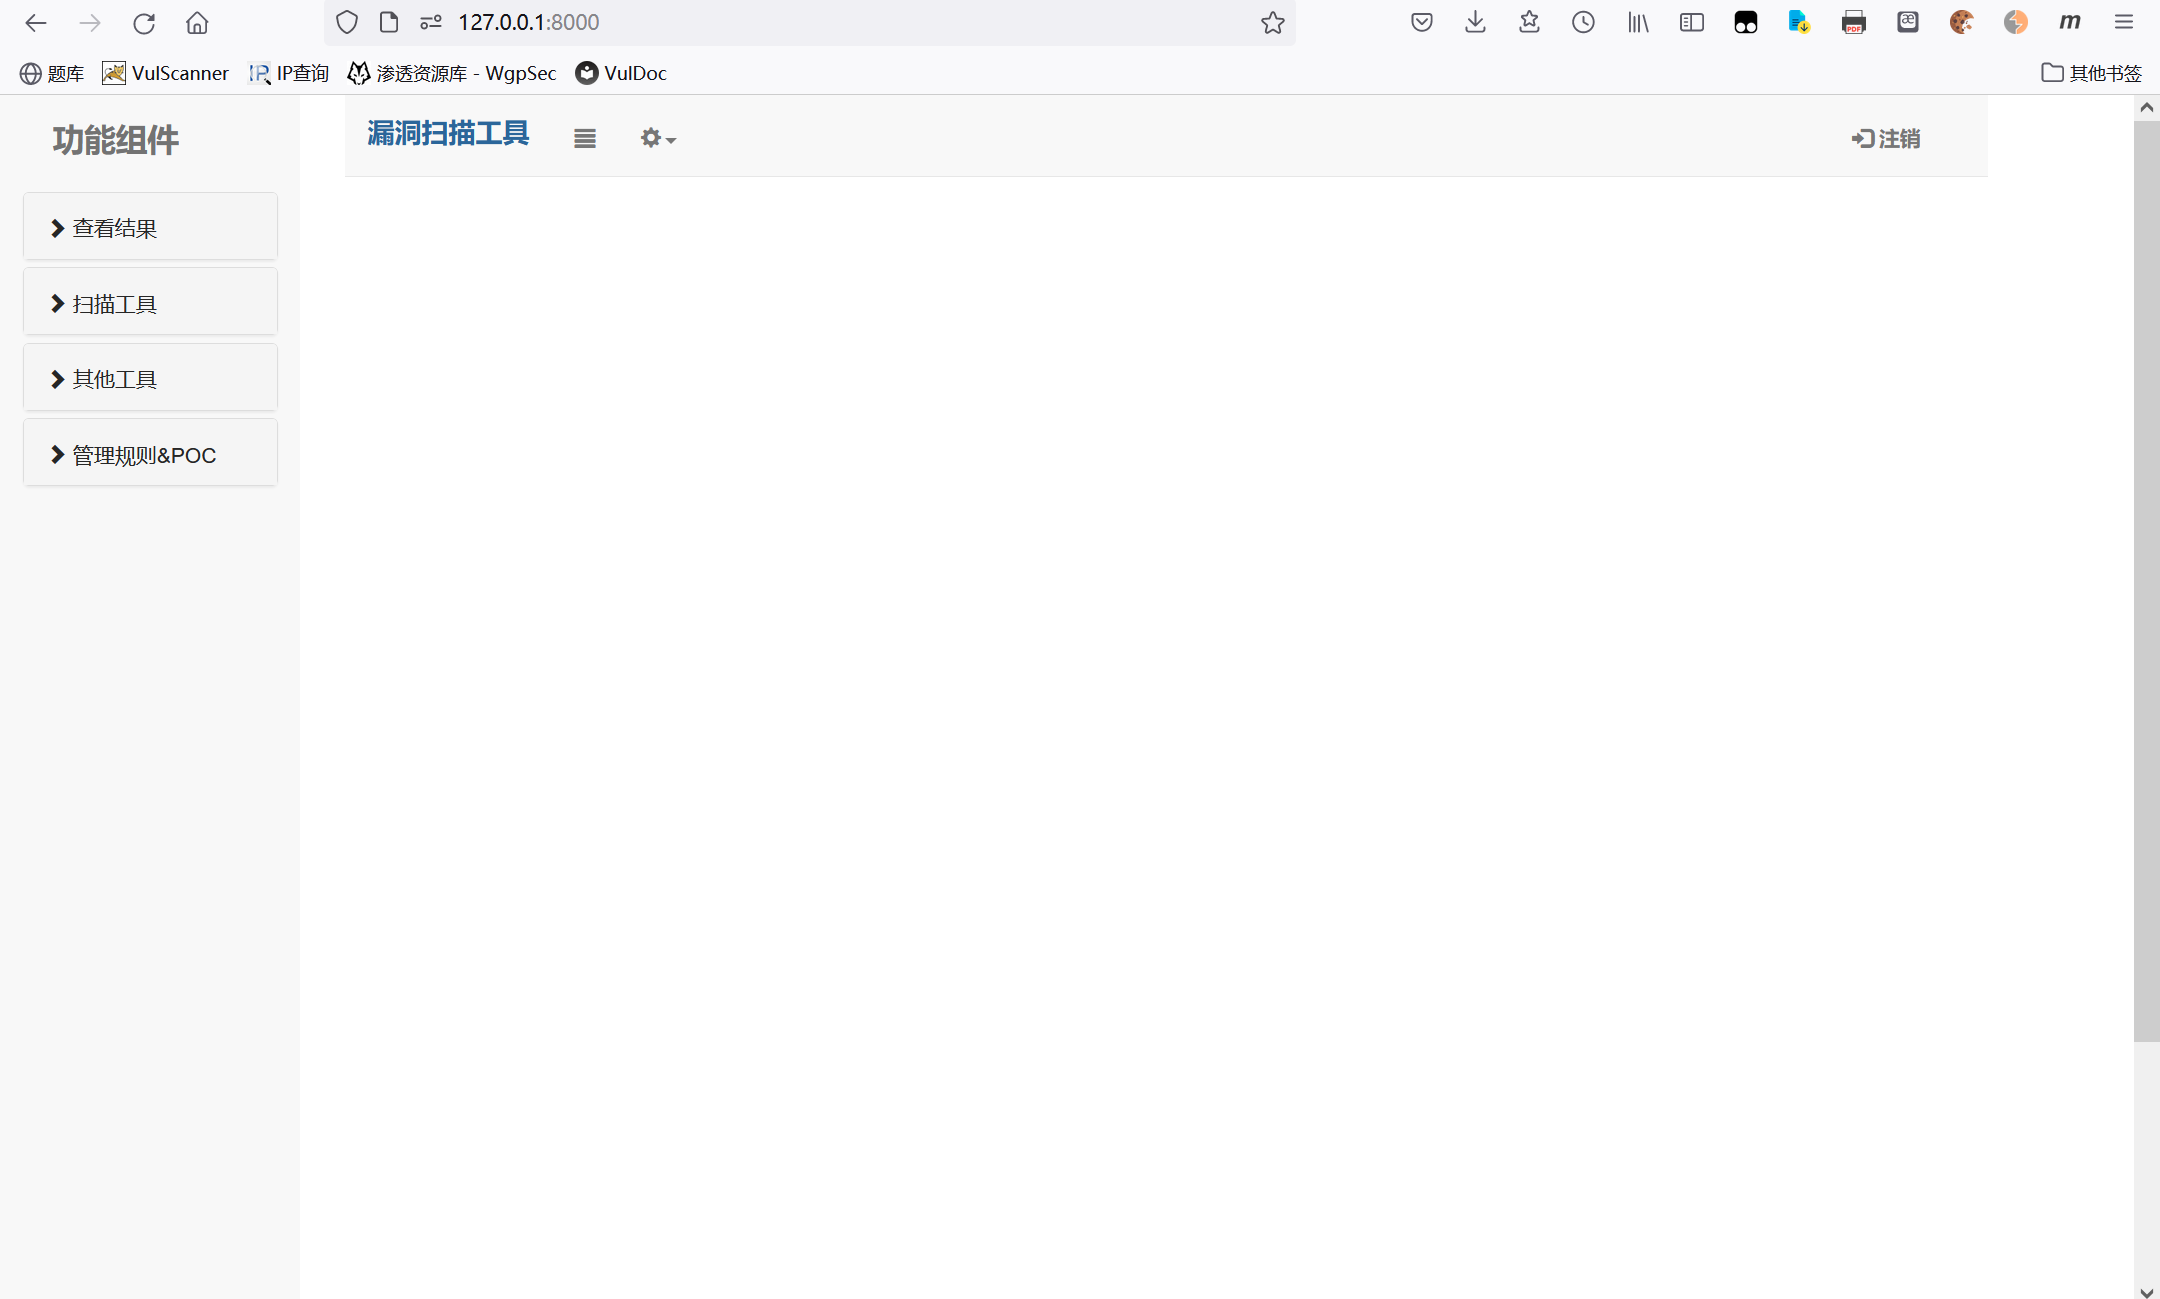 127.0.0.1:8000
题库 VulScanner IP查询 渗透资源库 - WgpSec VulDoc 其他书签
功能组件
漏洞扫描工具 注销
查看结果
扫描工具
其他工具
管理规则&POC